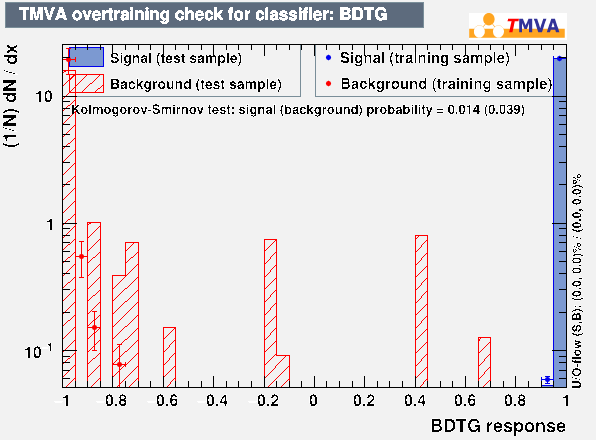 TMVA overtraining check for classifier: BDTG
TMVA
Signal (test sample)
Background (test sample)
Signal (training sample)
Background (training sample)
Kolmogorov-Smirnov test: signal (background) probability = 0.014 (0.039)
(1/N) dN / dx
10
1
10⁻¹
−1 −0.8 −0.6 −0.4 −0.2 0 0.2 0.4 0.6 0.8 1
BDTG response
U/O-flow (S,B): (0.0, 0.0)% / (0.0, 0.0)%